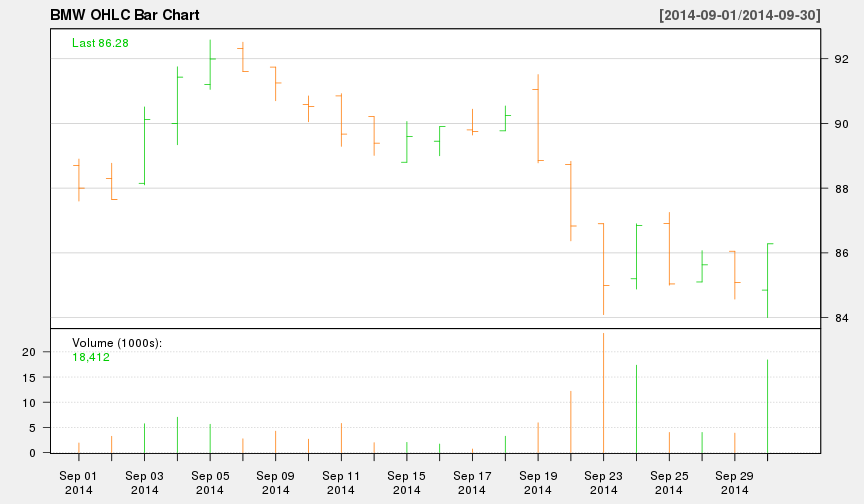 BMW OHLC Bar Chart [2014-09-01/2014-09-30]
Last 86.28
92
90
88
86
84
Volume (1000s):
18,412
20
15
10
5
0
Sep 01 Sep 03 Sep 05 Sep 09 Sep 11 Sep 15 Sep 17 Sep 19 Sep 23 Sep 25 Sep 29
2014 2014 2014 2014 2014 2014 2014 2014 2014 2014 2014